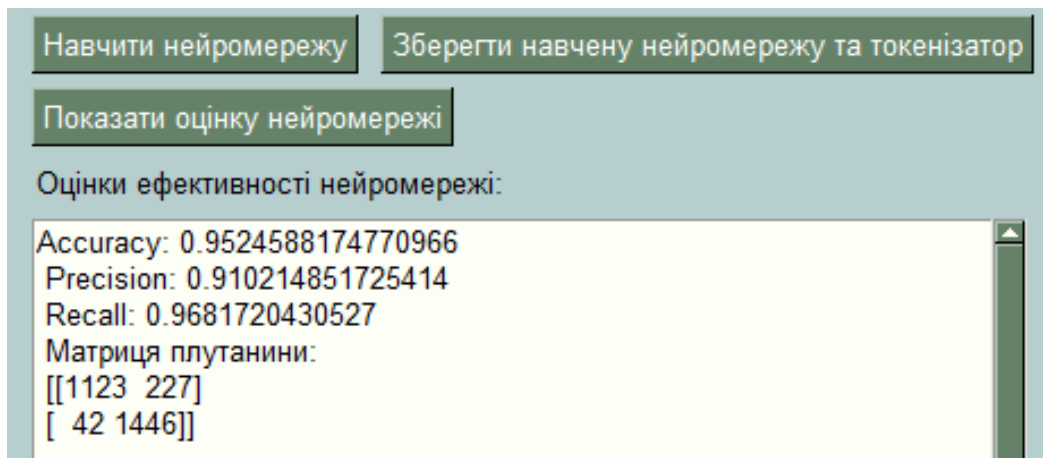 Навчити нейромережу
Зберегти навчену нейромережу та токенізатор
Показати оцінку нейромережі
Оцінки ефективності нейромережі:
Accuracy: 0.9524588174770966
Precision: 0.910214851725414
Recall: 0.9681720430527
Матриця плутанини:
[[1123 227]
[ 42 1446]]